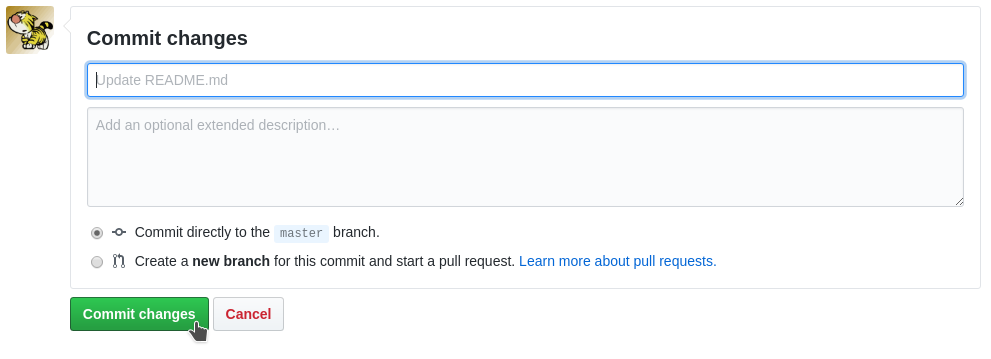 Commit changes
Update README.md
Add an optional extended description…
Commit directly to the master branch.
Create a new branch for this commit and start a pull request. Learn more about pull requests.
Commit changes Cancel